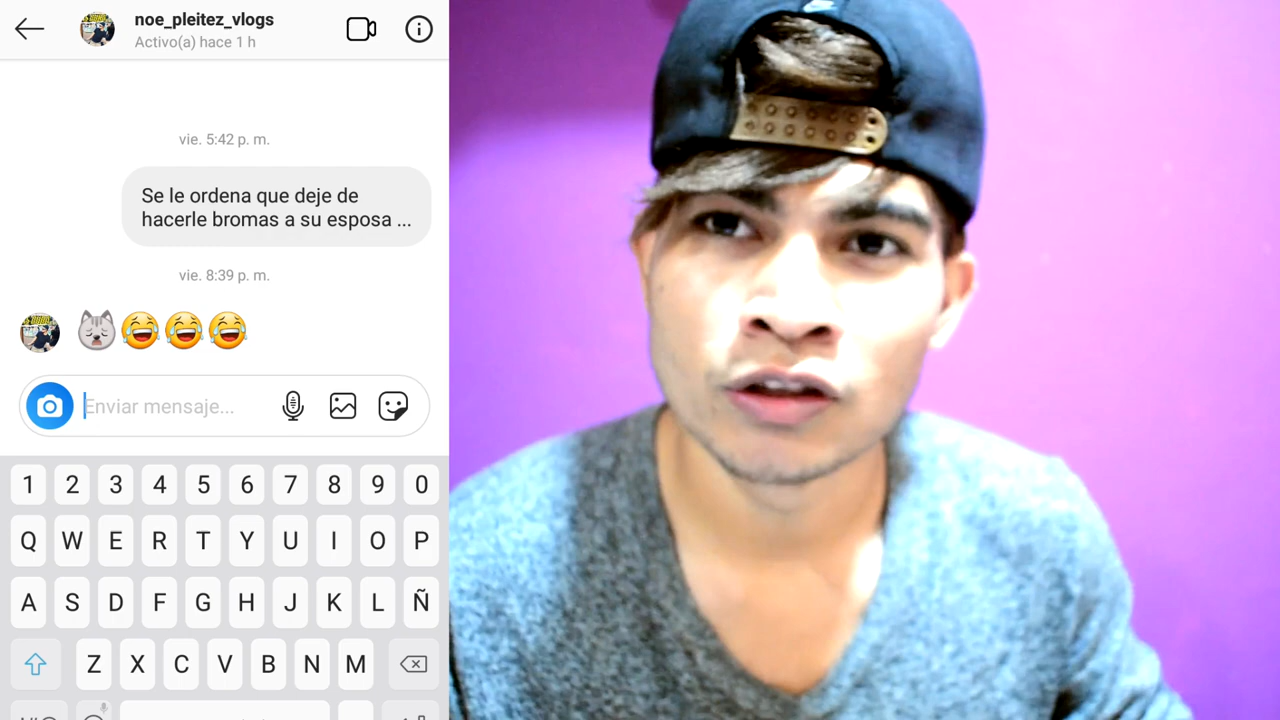 noe_pleitez_vlogs
Activo(a) hace 1 h
vie. 5:42 p. m.
Se le ordena que deje de
hacerle bromas a su esposa ...
vie. 8:39 p. m.
Enviar mensaje...
1 2 3 4 5 6 7 8 9 0
Q W E R T Y U I O P
A S D F G H J K L Ñ
Z X C V B N M